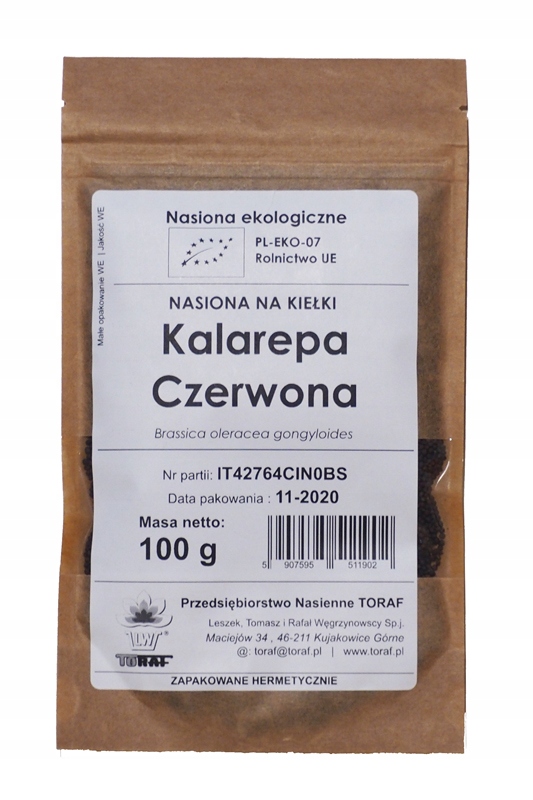 Nasiona ekologiczne
PL-EKO-07
Rolnictwo UE
Małe opakowanie WE | Jakość WE
NASIONA NA KIEŁKI
Kalarepa
Czerwona
Brassica oleracea gongyloides
Nr partii: IT42764CIN0BS
Data pakowania : 11-2020
Masa netto:
100 g
5 907595 511902
Przedsiębiorstwo Nasienne TORAF
Leszek, Tomasz i Rafał Węgrzynowscy Sp.j.
Maciejów 34 , 46-211 Kujakowice Górne
@: toraf@toraf.pl | www.toraf.pl
LWT®
TORAF
ZAPAKOWANE HERMETYCZNIE